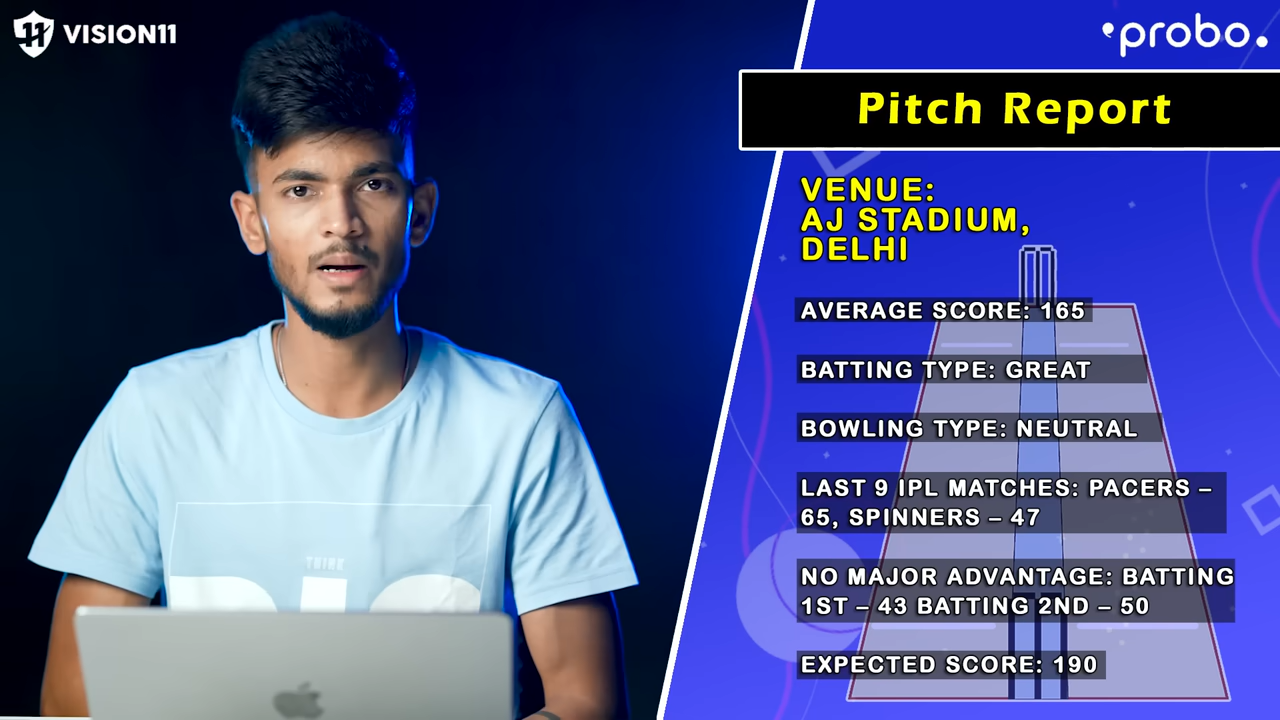 VISION11
probo.
Pitch Report
VENUE:
AJ STADIUM,
DELHI
AVERAGE SCORE: 165
BATTING TYPE: GREAT
BOWLING TYPE: NEUTRAL
LAST 9 IPL MATCHES: PACERS –
65, SPINNERS – 47
NO MAJOR ADVANTAGE: BATTING
1ST – 43 BATTING 2ND – 50
EXPECTED SCORE: 190
THINK